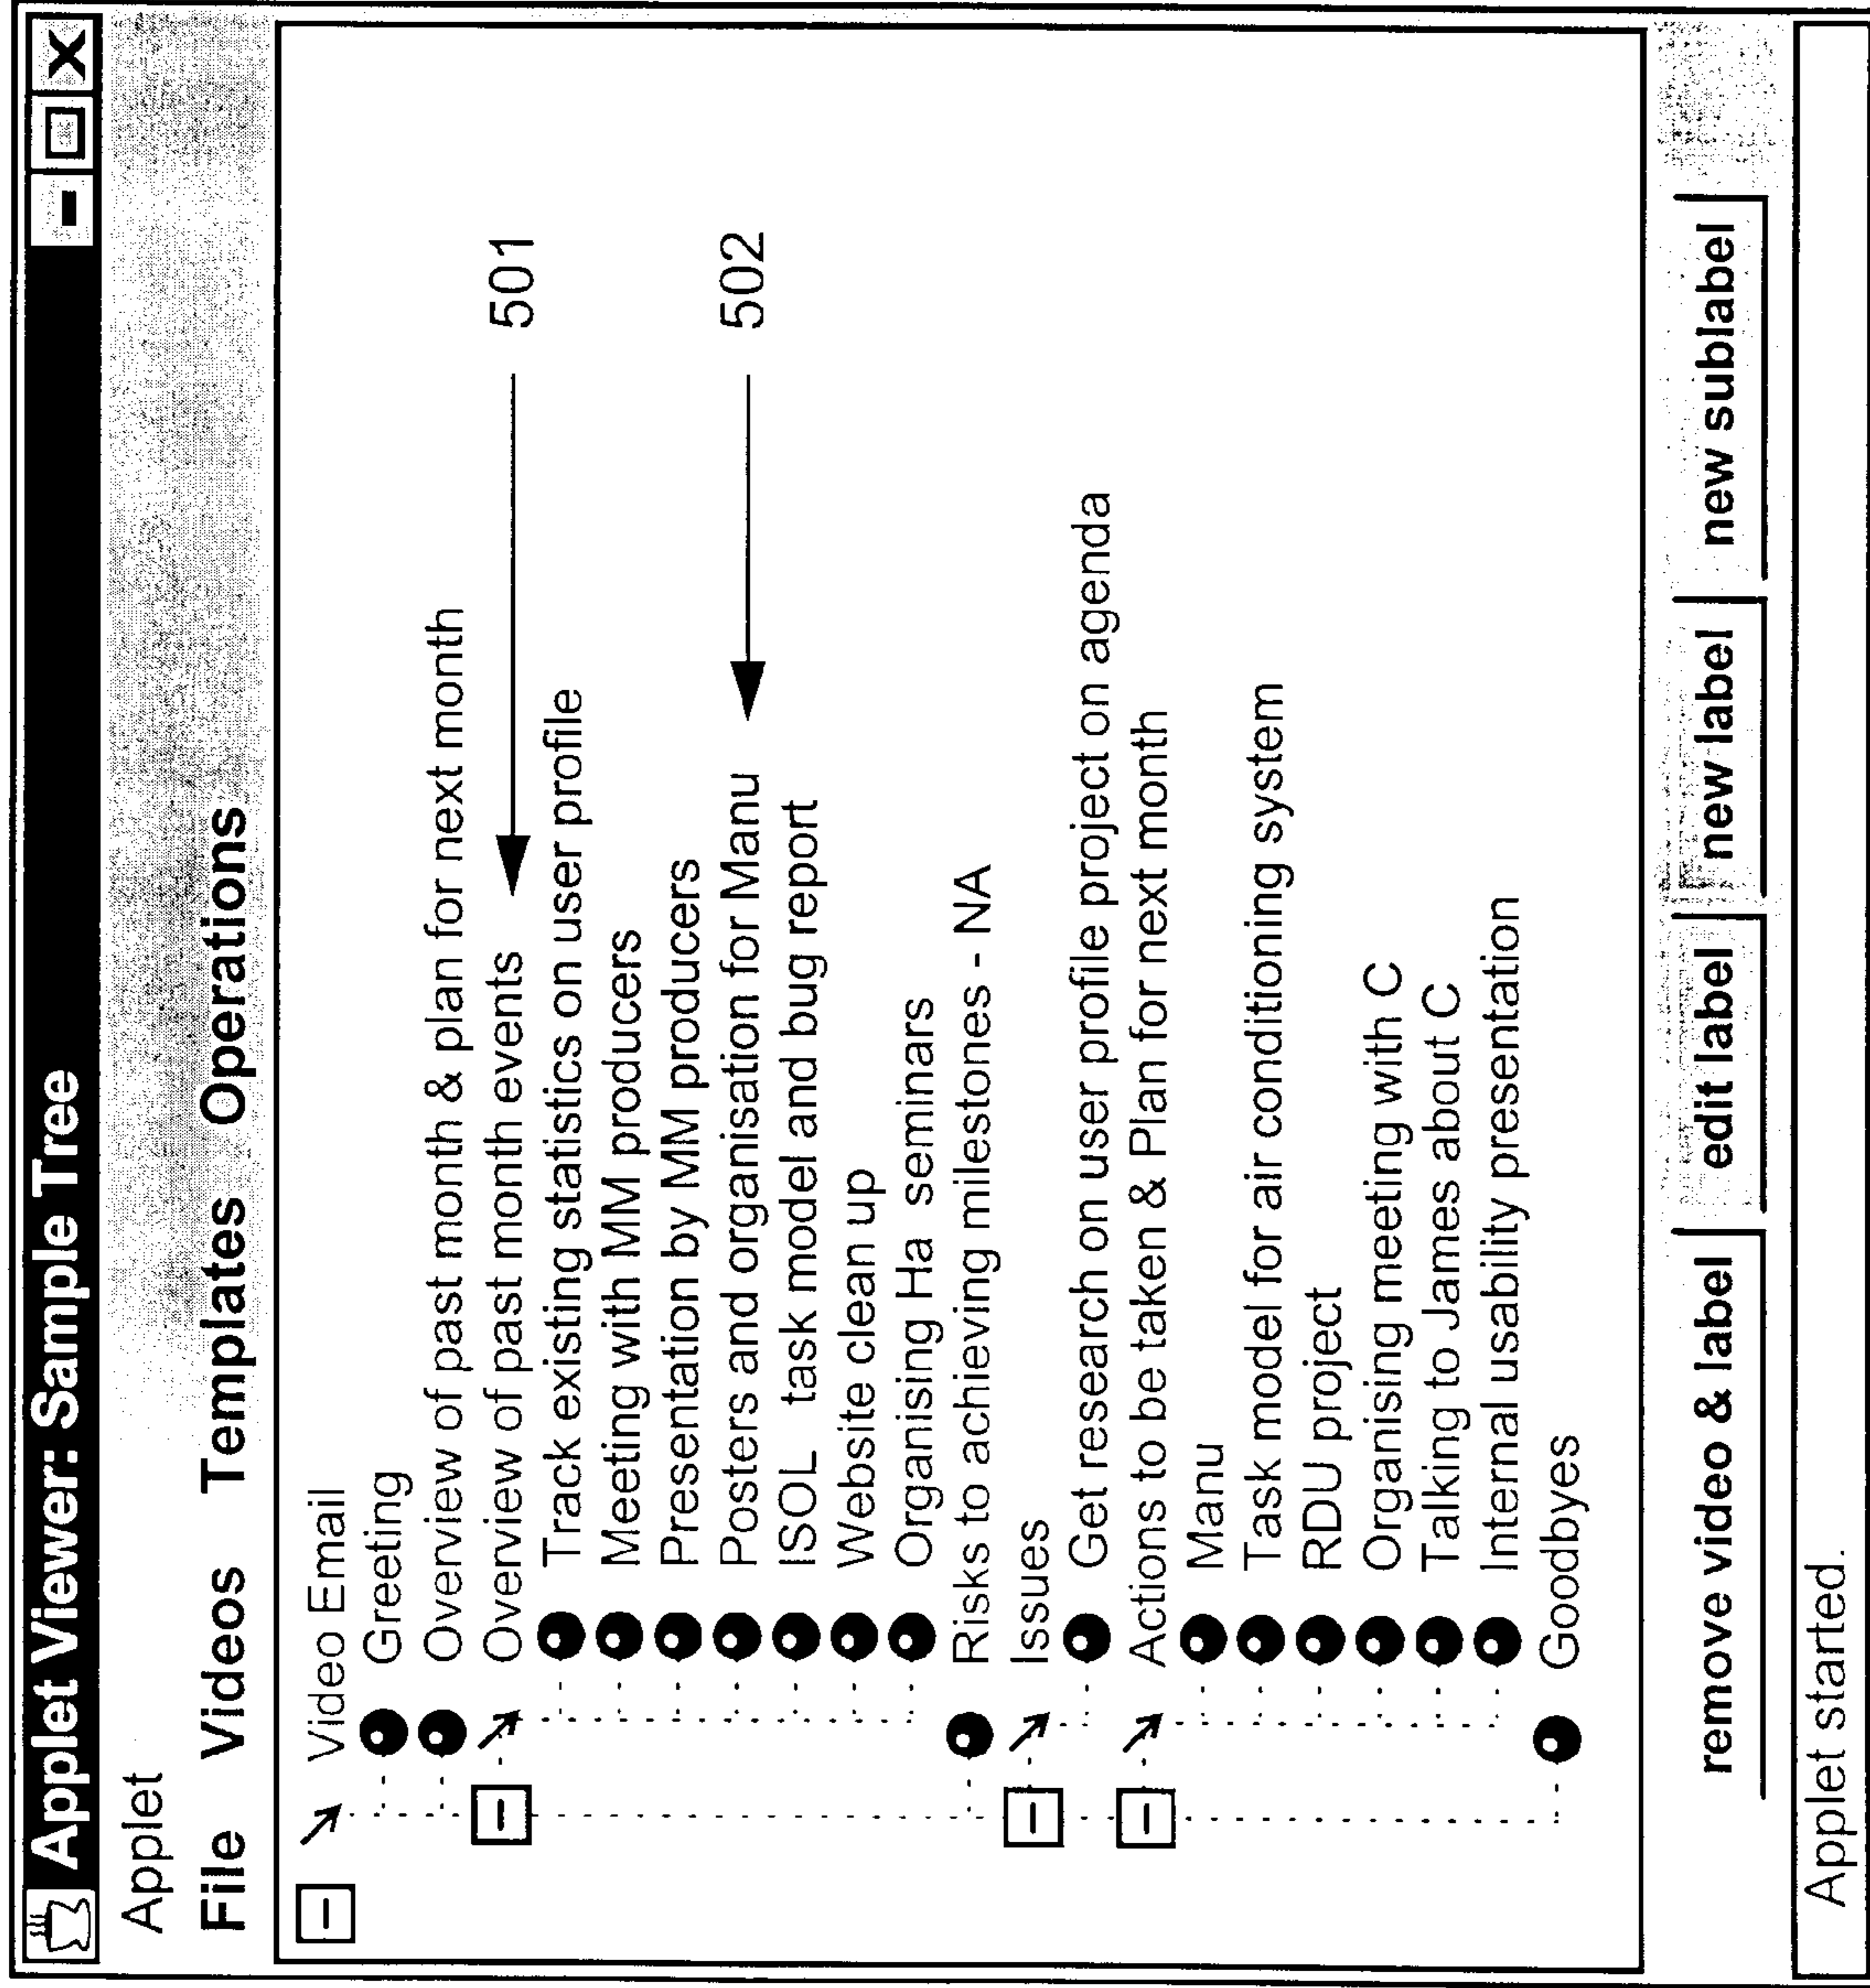 Applet Viewer: Sample Tree
Applet
File Videos Templates Operations
Video Email
Greeting
Overview of past month & plan for next month
Overview of past month events 501
Track existing statistics on user profile
Meeting with MM producers
Presentation by MM producers
Posters and organisation for Manu 502
ISOL task model and bug report
Website clean up
Organising Ha seminars
Risks to achieving milestones - NA
Issues
Get research on user profile project on agenda
Actions to be taken & Plan for next month
Manu
Task model for air conditioning system
RDU project
Organising meeting with C
Talking to James about C
Internal usability presentation
Goodbyes
remove video & label edit label new label new sublabel
Applet started.